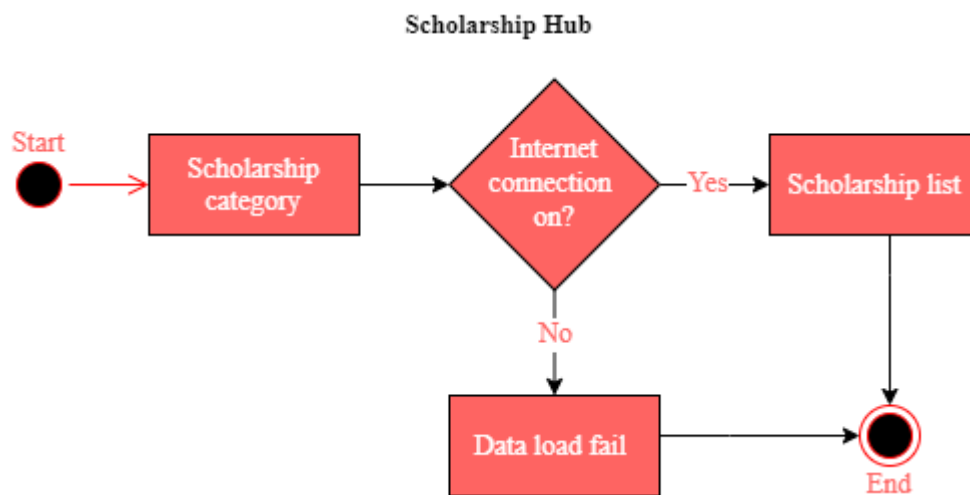 Scholarship Hub
Start
Scholarship
category
Internet
connection
on?
Yes
Scholarship list
No
Data load fail
End